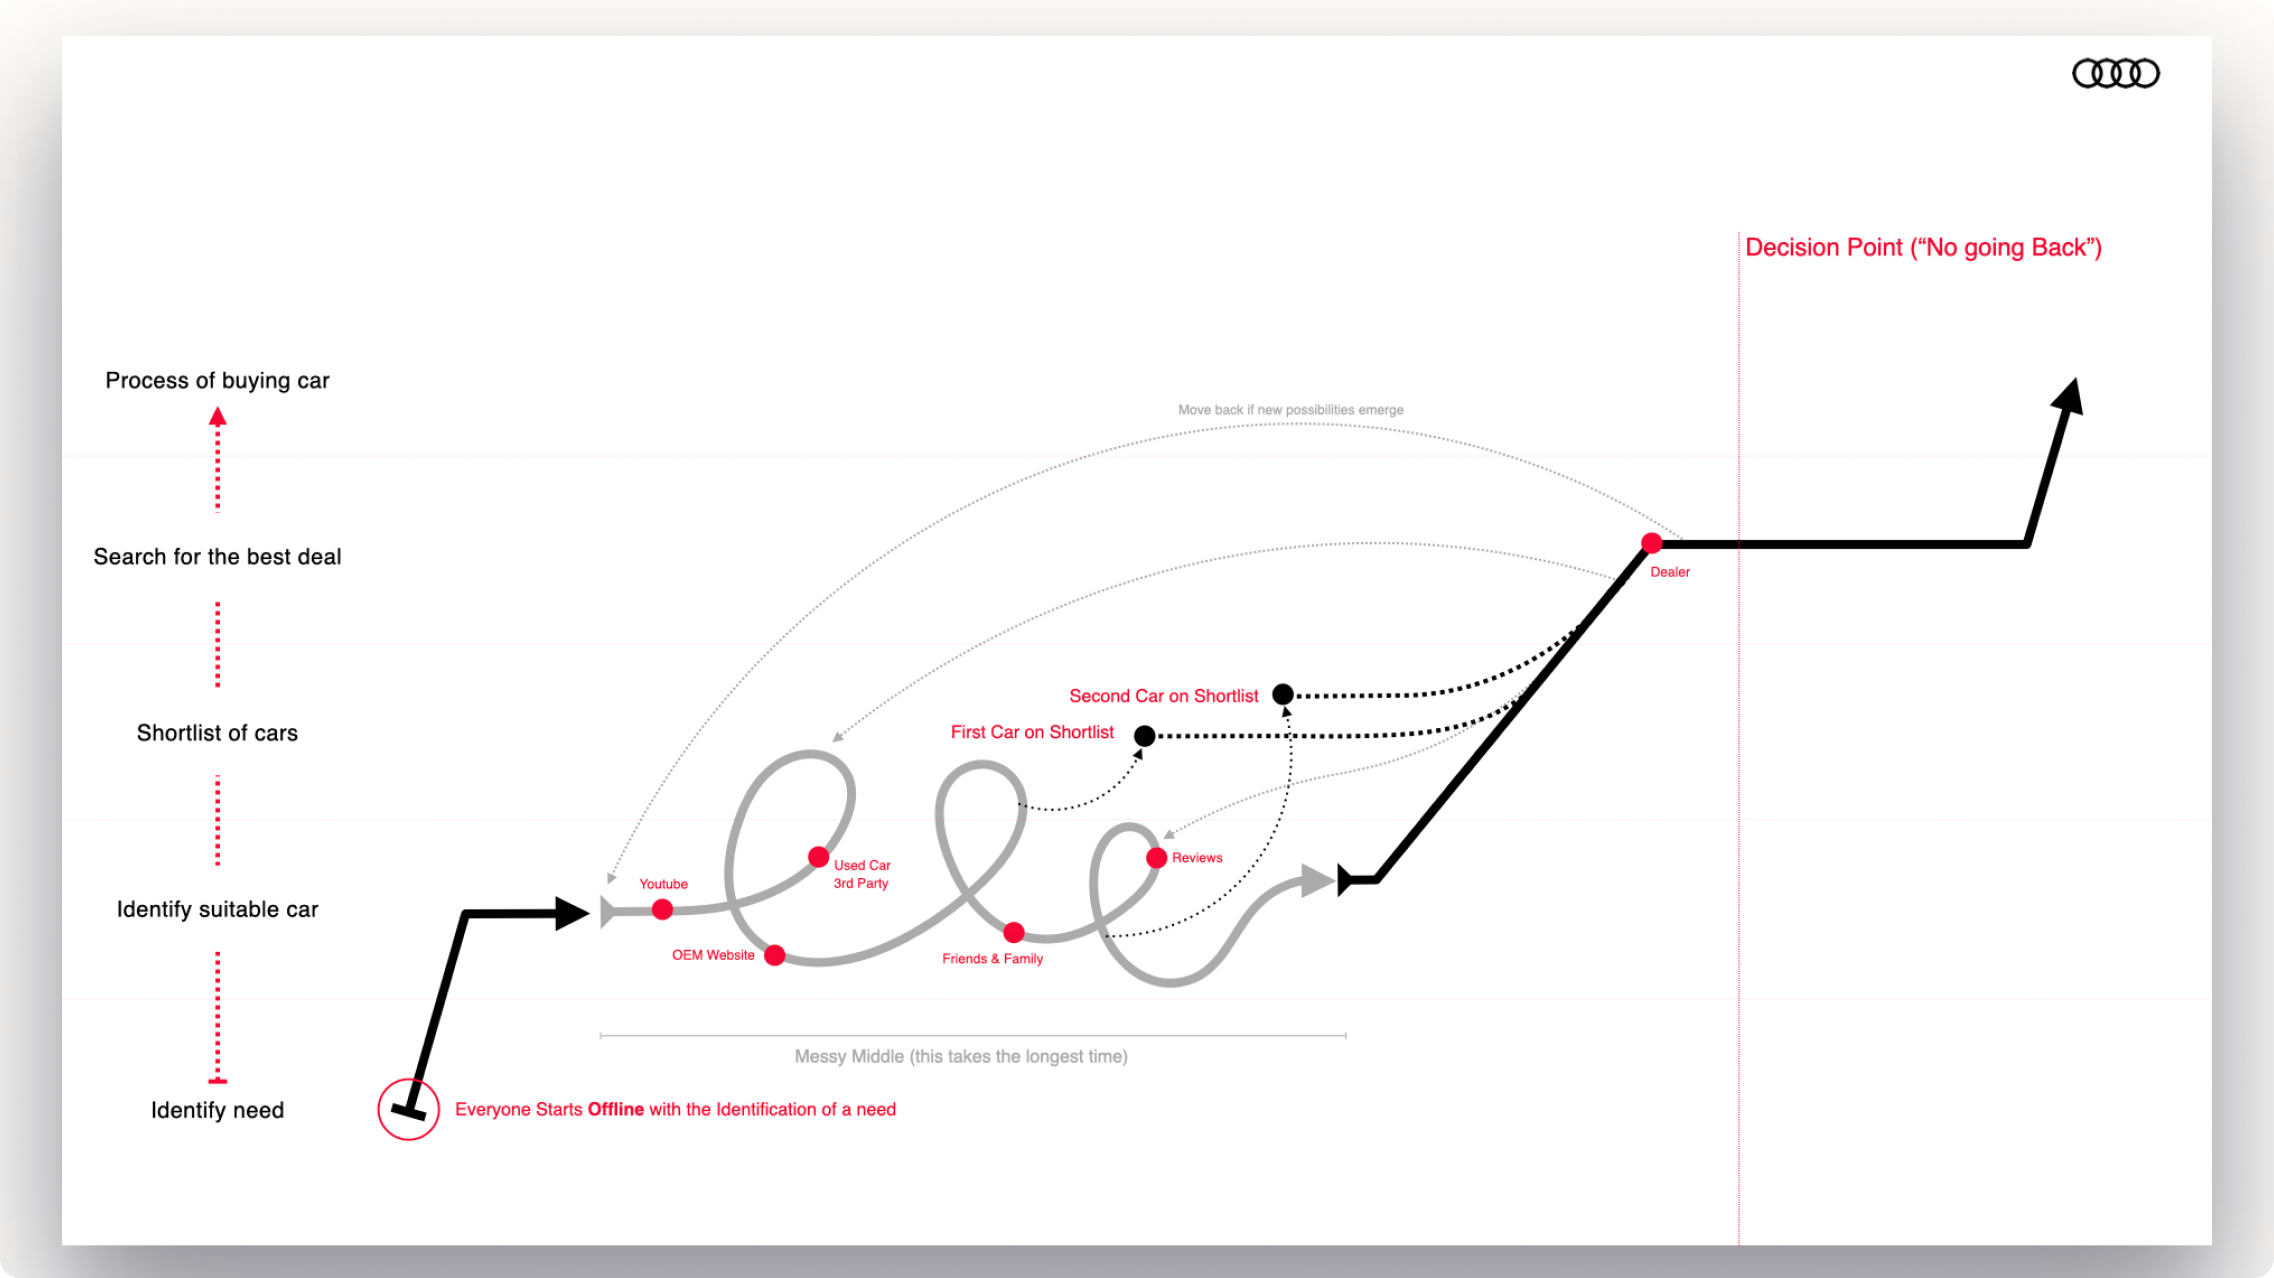 Decision Point (“No going Back”)
Process of buying car
Move back if new possibilities emerge
Search for the best deal
Dealer
Second Car on Shortlist
First Car on Shortlist
Shortlist of cars
Used Car
3rd Party
Reviews
Youtube
Identify suitable car
OEM Website
Friends & Family
Messy Middle (this takes the longest time)
Identify need
Everyone Starts Offline with the Identification of a need